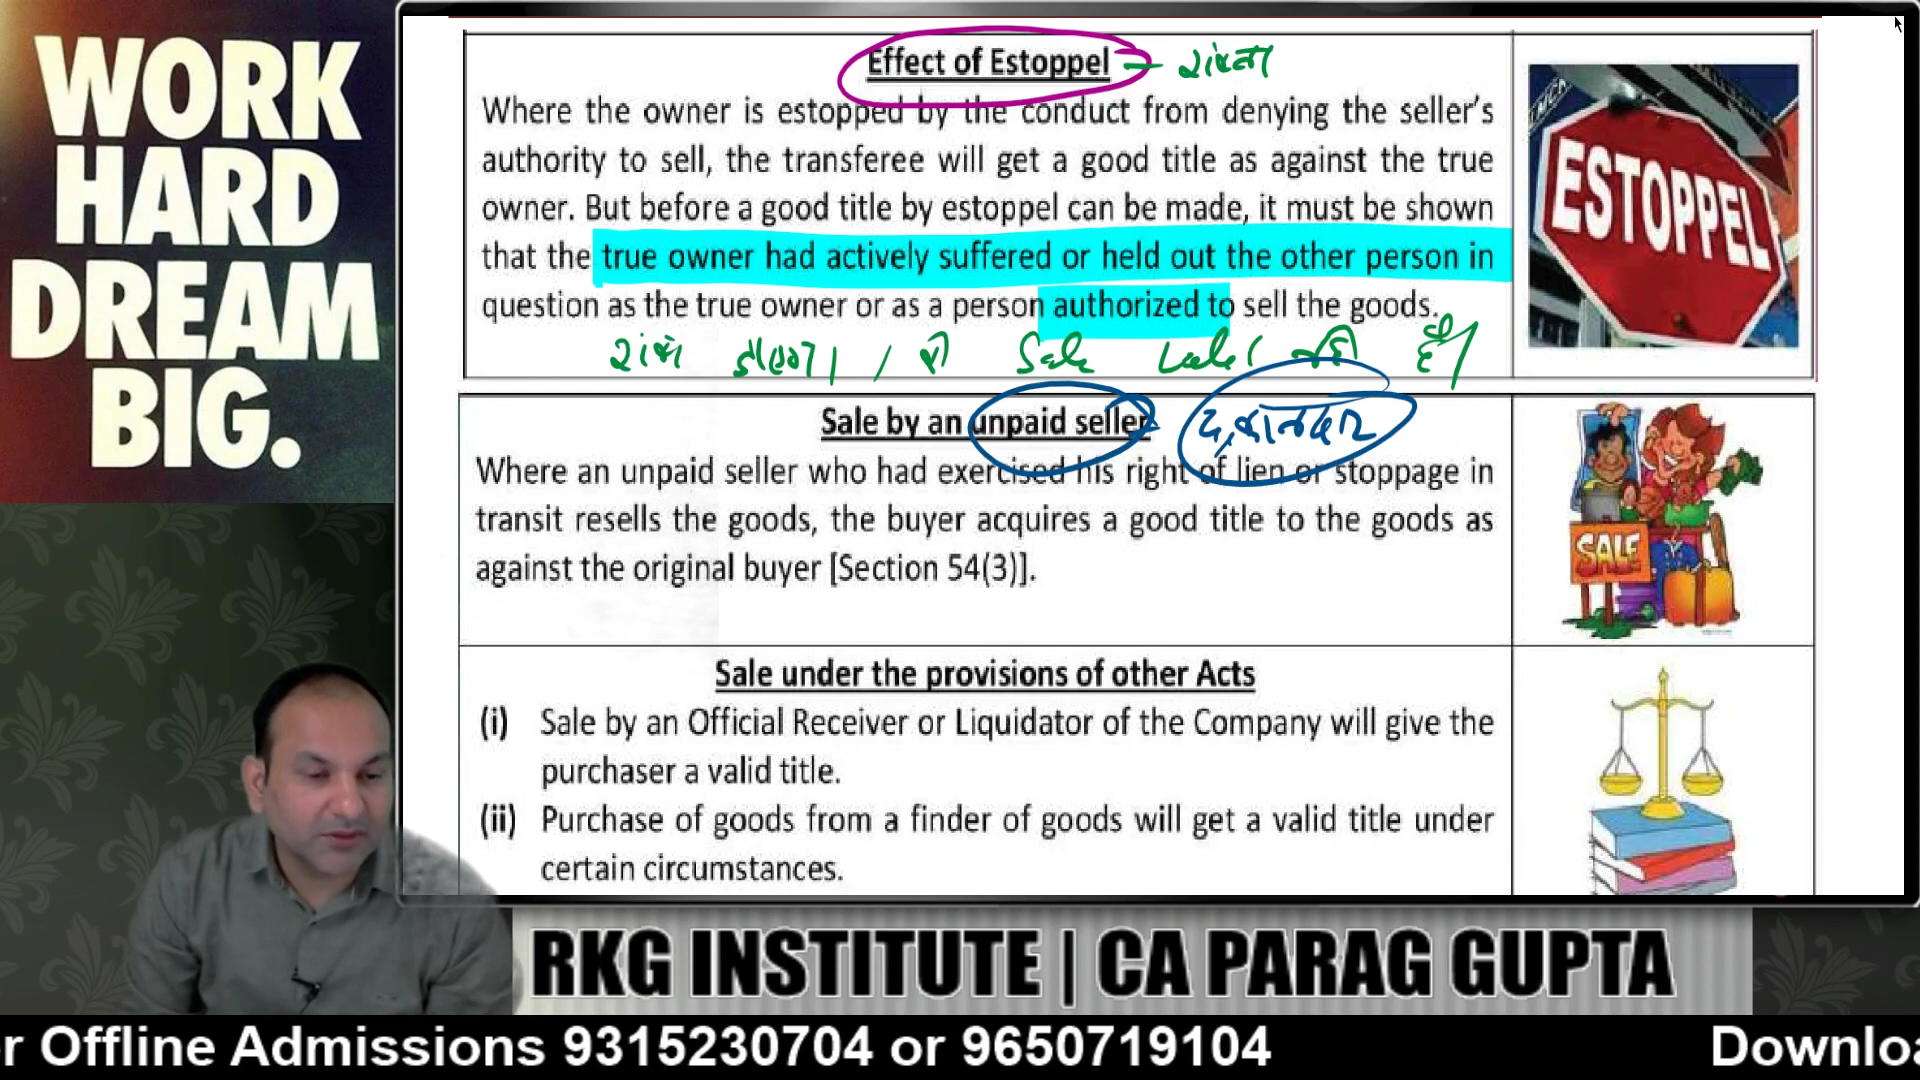 WORK
HARD
DREAM
BIG.
Effect of Estoppel - रोकना
Where the owner is estopped by the conduct from denying the seller's
authority to sell, the transferee will get a good title as against the true
owner. But before a good title by estoppel can be made, it must be shown
that the true owner had actively suffered or held out the other person in
question as the true owner or as a person authorized to sell the goods.
Sale
ESTOPPEL
Sale by an unpaid seller
दुकानदार
Where an unpaid seller who had exercised his right of lien or stoppage in
transit resells the goods, the buyer acquires a good title to the goods as
against the original buyer [Section 54(3)].
SALE
Sale under the provisions of other Acts
(i) Sale by an Official Receiver or Liquidator of the Company will give the
purchaser a valid title.
(ii) Purchase of goods from a finder of goods will get a valid title under
certain circumstances.
RKG INSTITUTE | CA PARAG GUPTA
r Offline Admissions 9315230704 or 9650719104
Downlo